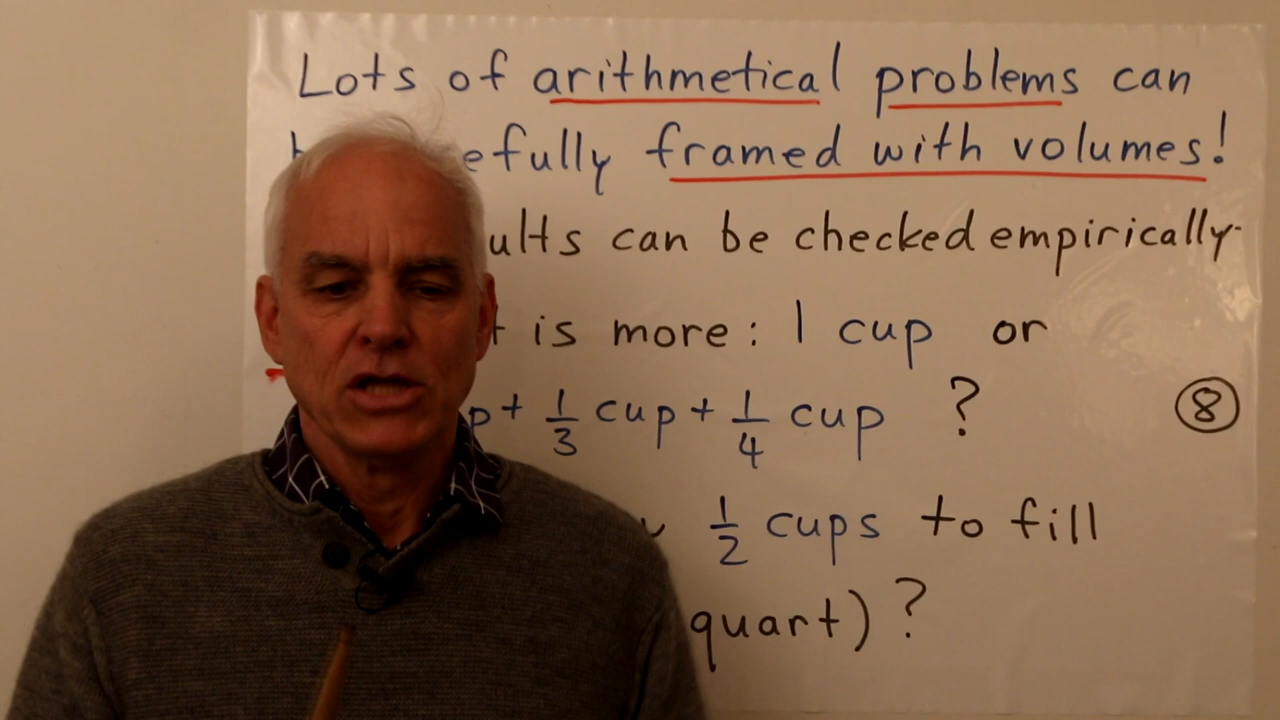 Lots of arithmetical problems can
efully framed with volumes!
ults can be checked empirically.
is more: 1 cup or
p + 1/3 cup + 1/4 cup ?
8
1/2 cups to fill
quart) ?